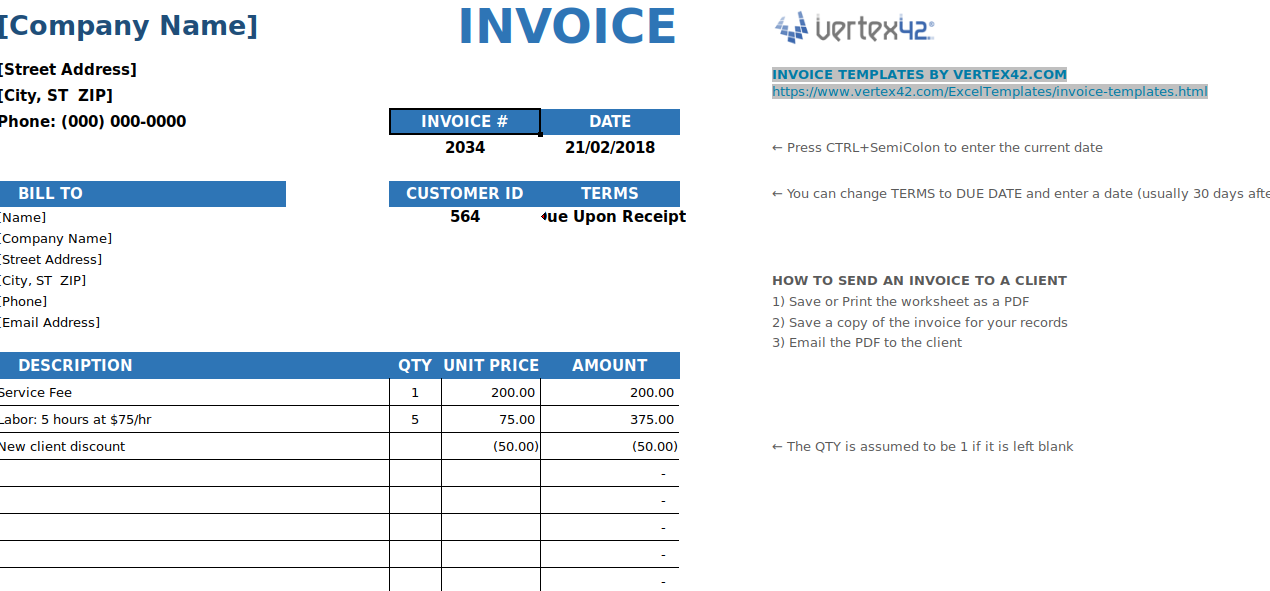 [Company Name]
INVOICE
vertex42
[Street Address]
INVOICE TEMPLATES BY VERTEX42.COM
https://www.vertex42.com/ExcelTemplates/invoice-templates.html
[City, ST  ZIP]
Phone: (000) 000-0000
INVOICE # DATE
2034 21/02/2018
← Press CTRL+SemiColon to enter the current date
BILL TO CUSTOMER ID TERMS
← You can change TERMS to DUE DATE and enter a date (usually 30 days afte
[Name] 564 ue Upon Receipt
[Company Name]
[Street Address]
[City, ST  ZIP]
[Phone]
[Email Address]
HOW TO SEND AN INVOICE TO A CLIENT
1) Save or Print the worksheet as a PDF
2) Save a copy of the invoice for your records
3) Email the PDF to the client
DESCRIPTION QTY UNIT PRICE AMOUNT
Service Fee 1 200.00 200.00
Labor: 5 hours at $75/hr 5 75.00 375.00
New client discount (50.00) (50.00)
← The QTY is assumed to be 1 if it is left blank
-
-
-
-
-